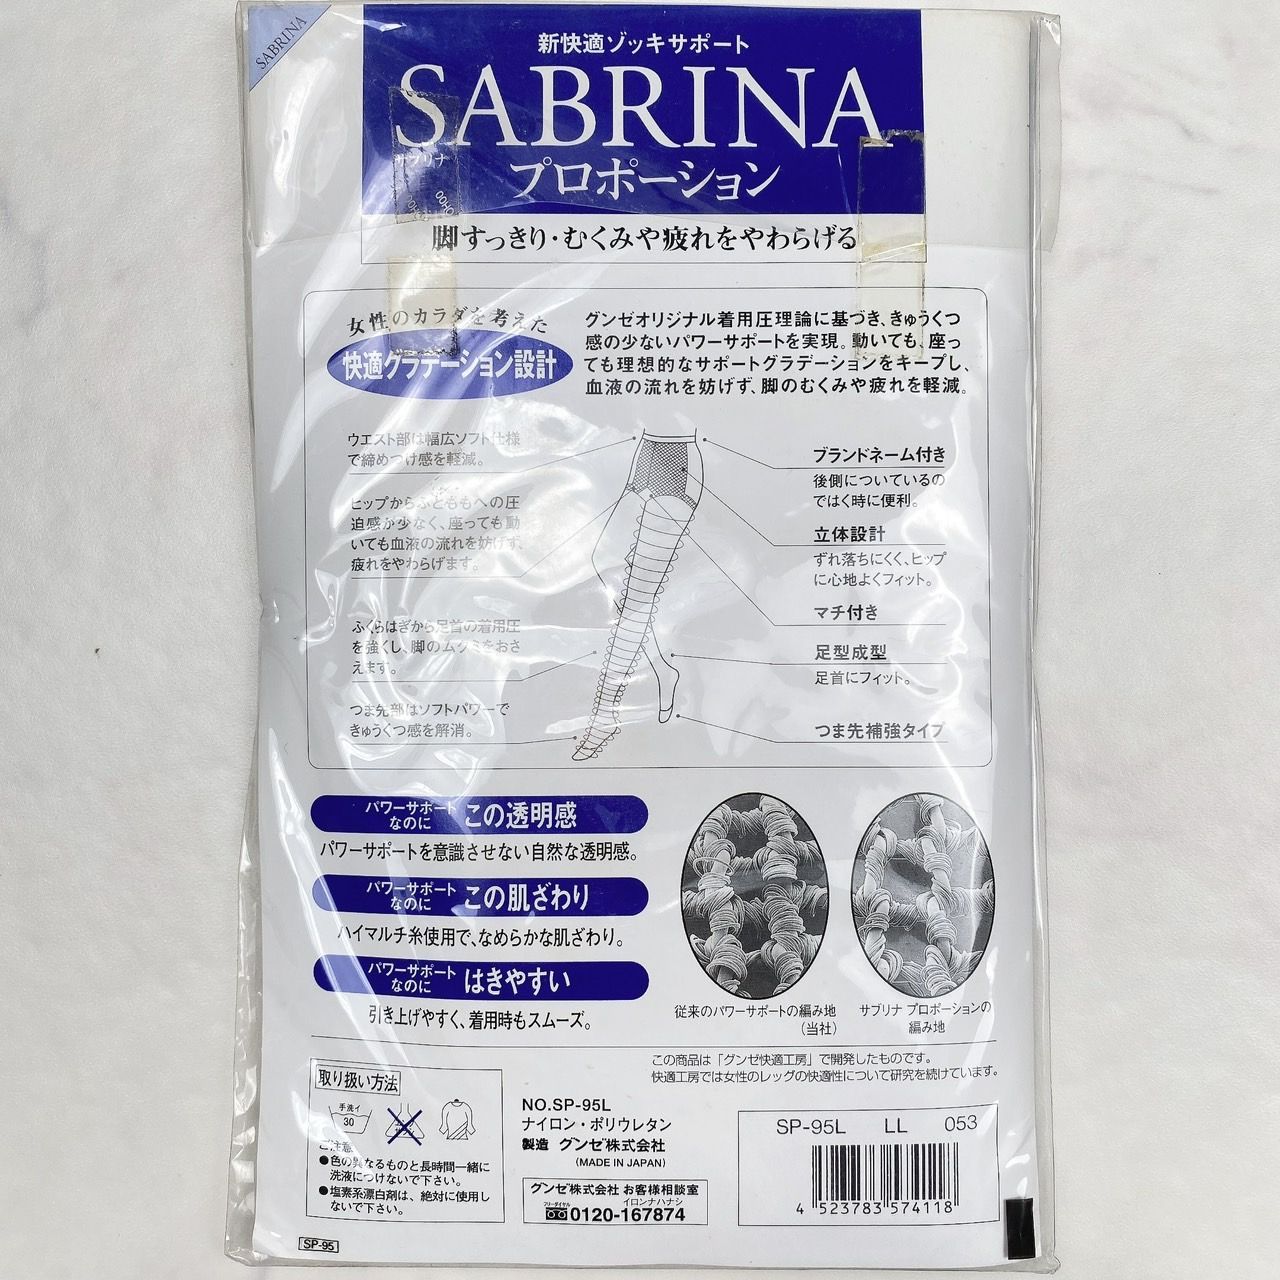 SABRINA
新快適ゾッキサポート
SABRINA
サブリナ
プロポーション
脚すっきり・むくみや疲れをやわらげる
女性のカラダを考えた
快適グラデーション設計
グンゼオリジナル着用圧理論に基づき、きゅうくつ
感の少ないパワーサポートを実現。動いても、座っ
ても理想的なサポートグラデーションをキープし、
血液の流れを妨げず、脚のむくみや疲れを軽減。
ウエスト部は幅広ソフト仕様
で締めつけ感を軽減。
ヒップからふとももへの圧
迫感が少なく、座っても動
いても血液の流れを妨げず、
疲れをやわらげます。
ふくらはぎから足首の着用圧
を強くし、脚のムクミをおさ
えます。
つま先部はソフトパワーで
きゅうくつ感を解消。
ブランドネーム付き
後側についているの
ではく時に便利。
立体設計
ずれ落ちにくく、ヒップ
に心地よくフィット。
マチ付き
足型成型
足首にフィット。
つま先補強タイプ
パワーサポート
なのに
この透明感
パワーサポートを意識させない自然な透明感。
パワーサポート
なのに
この肌ざわり
ハイマルチ糸使用で、なめらかな肌ざわり。
パワーサポート
なのに
はきやすい
引き上げやすく、着用時もスムーズ。
従来のパワーサポートの編み地
(当社)
サブリナ プロポーションの
編み地
この商品は「グンゼ快適工房」で開発したものです。
快適工房では女性のレッグの快適性について研究を続けています。
取り扱い方法
手洗イ
30
ご注意
●色の異なるものと長時間一緒に
洗液につけないで下さい。
●塩素系漂白剤は、絶対に使用し
ないで下さい。
SP-95
NO.SP-95L
ナイロン・ポリウレタン
製造 グンゼ株式会社
(MADE IN JAPAN)
グンゼ株式会社 お客様相談室
イロンナハナシ
フリーダイヤル
0120-167874
SP-95L LL 053
4 523783 574118